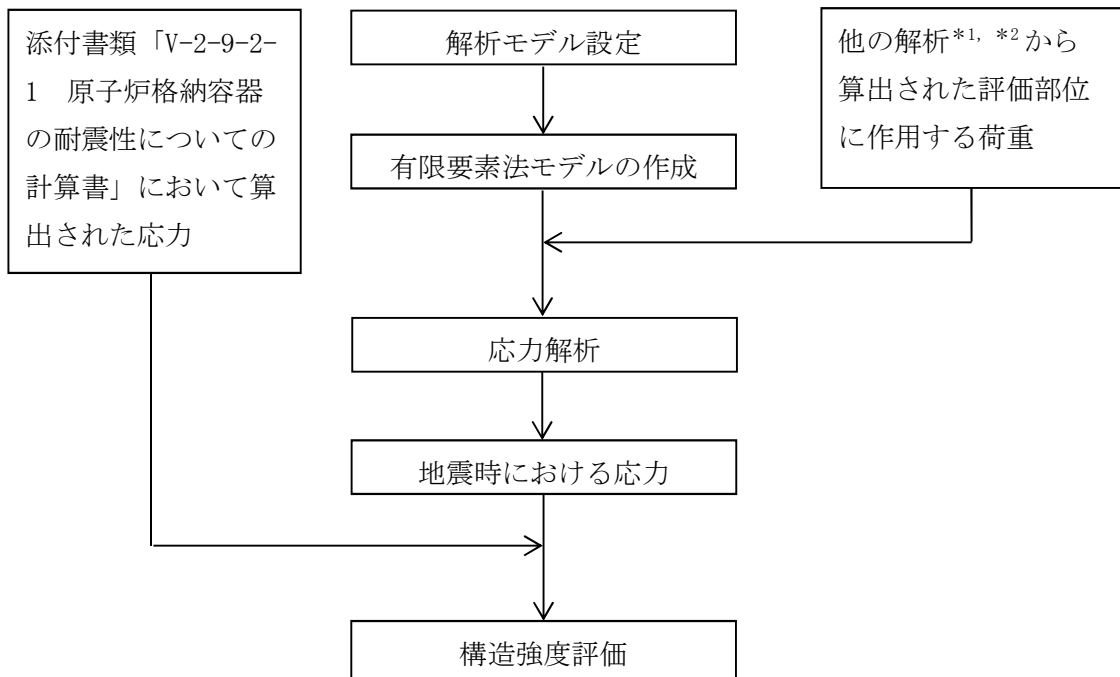 添付書類「V-2-9-2-
1　原子炉格納容器
の耐震性についての
計算書」において算
出された応力
解析モデル設定
他の解析*1, *2から
算出された評価部位
に作用する荷重
有限要素法モデルの作成
応力解析
地震時における応力
構造強度評価